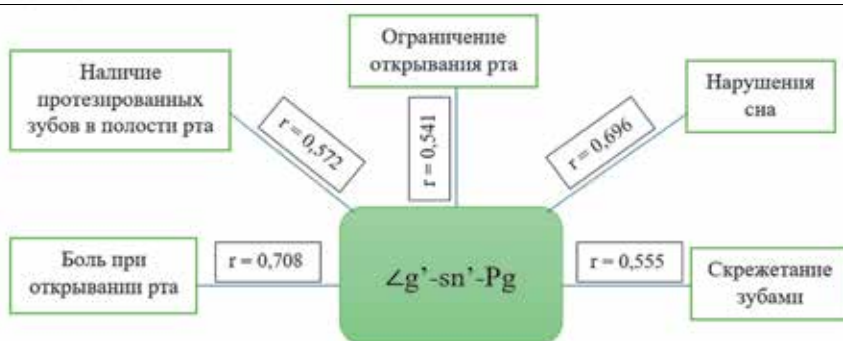 Ограничение
открывания рта
Наличие
протезированных
зубов в полости рта
Нарушения
сна
r = 0,572
r = 0,541
r = 0,696
Боль при
открывании рта
r = 0,708
∠g’-sn’-Pg
r = 0,555
Скрежетание
зубами